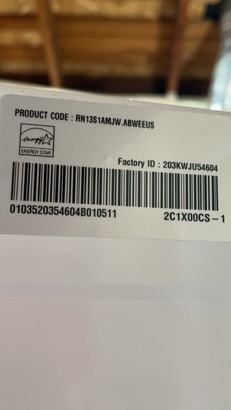 PRODUCT CODE : RN13S1AMJW.ABWEEUS
ENERGY STAR
Factory ID : 203KWJU54604
0103520354604B010511
2C1X00CS – 1